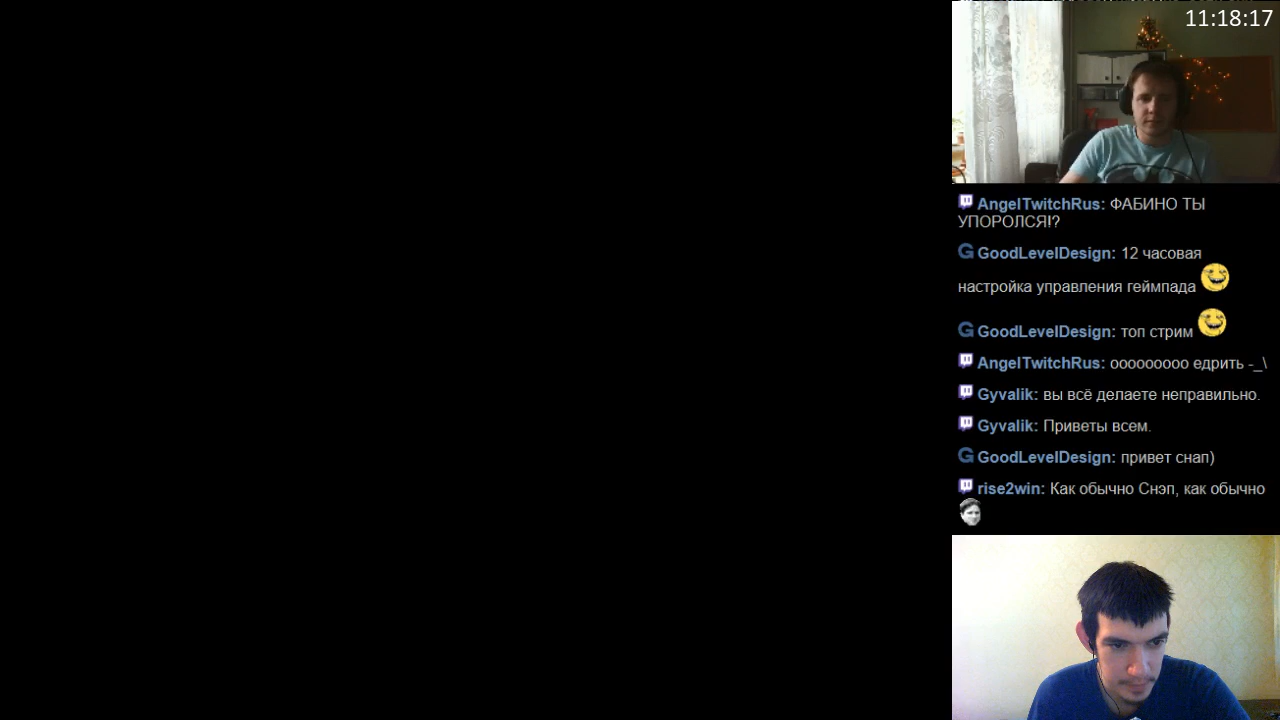 11:18:17
AngelTwitchRus: ФАБИНО ТЫ
УПОРОЛСЯ!?
GoodLevelDesign: 12 часовая
настройка управления геймпада
GoodLevelDesign: топ стрим
AngelTwitchRus: ооооооооо едрить -_\
Gyvalik: вы всё делаете неправильно.
Gyvalik: Приветы всем.
GoodLevelDesign: привет снап)
rise2win: Как обычно Снэп, как обычно